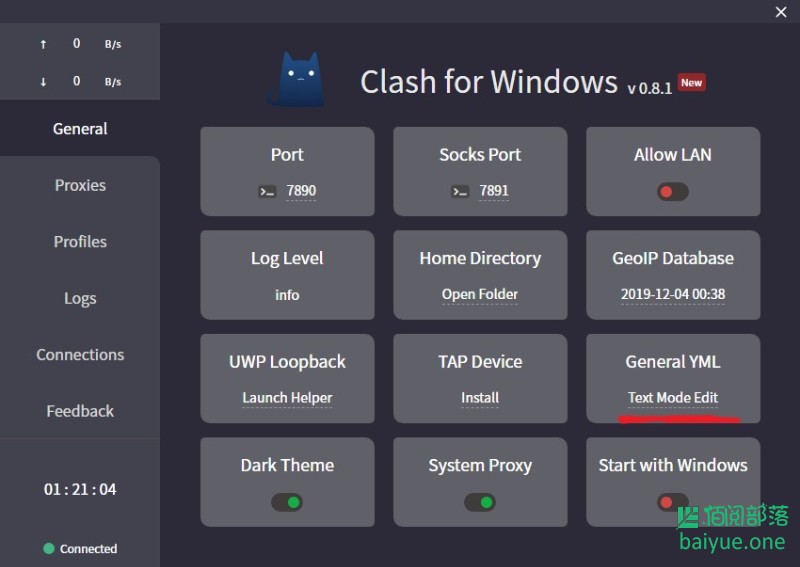 ↑ 0 B/s
↓ 0 B/s
General
Proxies
Profiles
Logs
Connections
Feedback
01 : 21 : 04
Connected
Clash for Windows v 0.8.1 New
Port
7890
Socks Port
7891
Allow LAN
Log Level
info
Home Directory
Open Folder
GeoIP Database
2019-12-04 00:38
UWP Loopback
Launch Helper
TAP Device
Install
General YML
Text Mode Edit
Dark Theme
System Proxy
Start with Windows
佰阅部落
baiyue.one